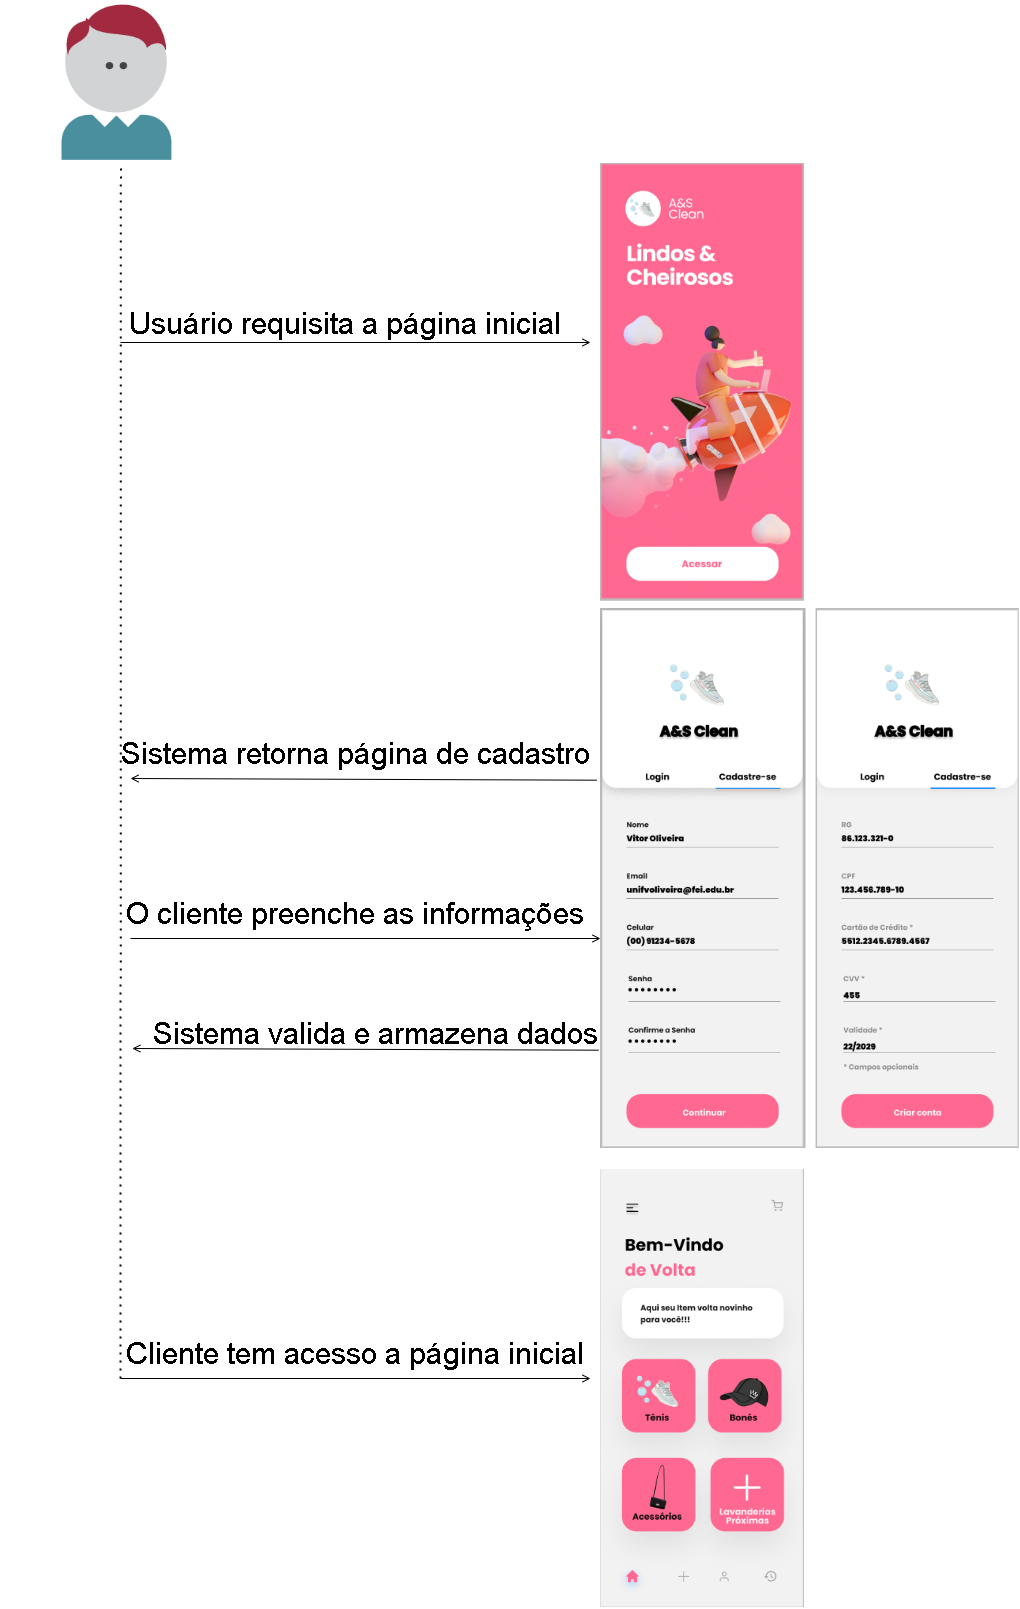 A&S
Clean
Lindos &
Cheirosos
Usuário requisita a página inicial
Acessar
A&S Clean
Login
Cadastre-se
Sistema retorna página de cadastro
Nome
Vitor Oliveira
Email
unifvoliveira@fei.edu.br
O cliente preenche as informações
Celular
(00) 91234-5678
Senha
••••••••
Sistema valida e armazena dados
Confirme a Senha
••••••••
Continuar
A&S Clean
Login
Cadastre-se
RG
86.123.321-0
CPF
123.456.789-10
Cartão de Crédito *
5512.2345.6789.4567
CVV *
455
Validade *
22/2029
* Campos opcionais
Criar conta
Bem-Vindo
de Volta
Aqui seu Item volta novinho
para você!!!
Cliente tem acesso a página inicial
Tênis
Bonés
Acessórios
Lavanderias
Próximas